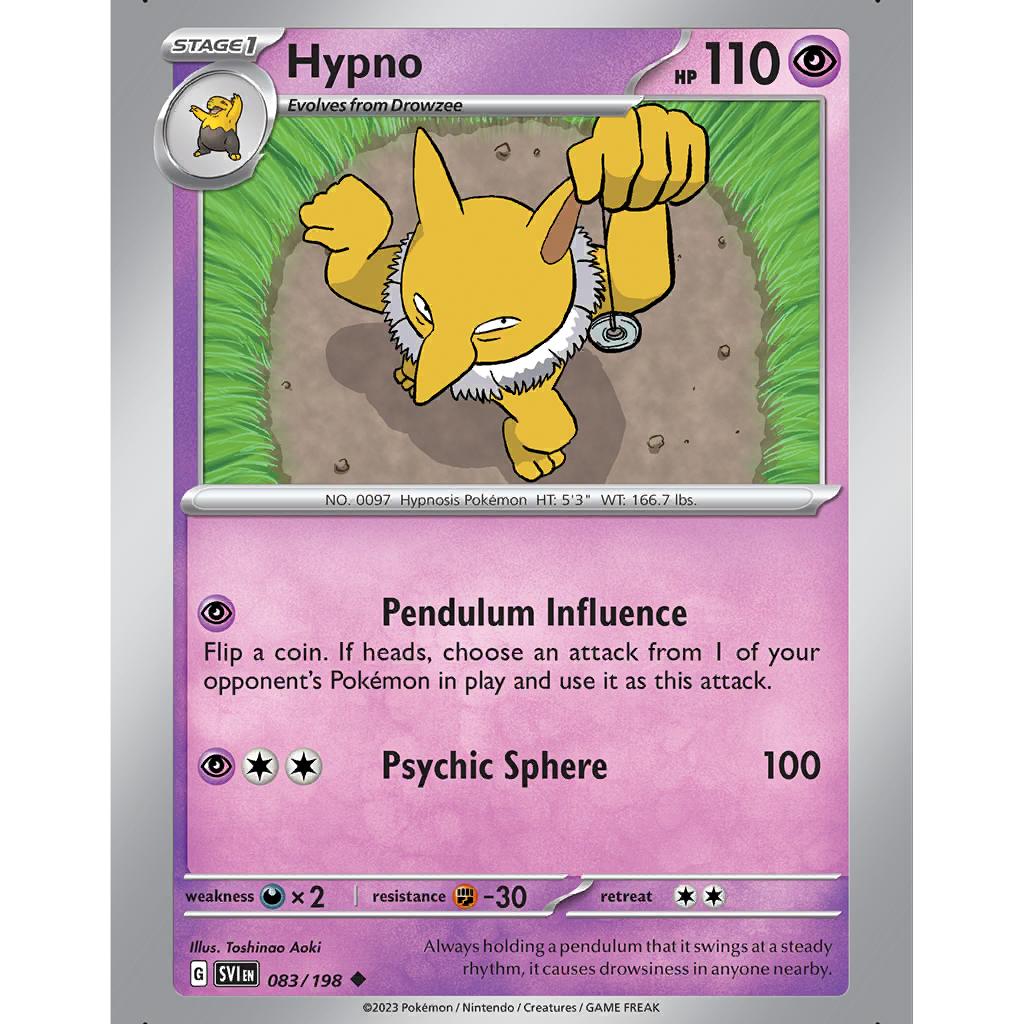 STAGE1
Hypno
HP 110
Evolves from Drowzee
NO. 0097 Hypnosis Pokémon HT: 5'3" WT: 166.7 lbs.
Pendulum Influence
Flip a coin. If heads, choose an attack from 1 of your
opponent's Pokémon in play and use it as this attack.
Psychic Sphere 100
weakness ×2 resistance -30 retreat
Illus. Toshinao Aoki
Always holding a pendulum that it swings at a steady
rhythm, it causes drowsiness in anyone nearby.
G SVI EN 083/198
©2023 Pokémon / Nintendo / Creatures / GAME FREAK